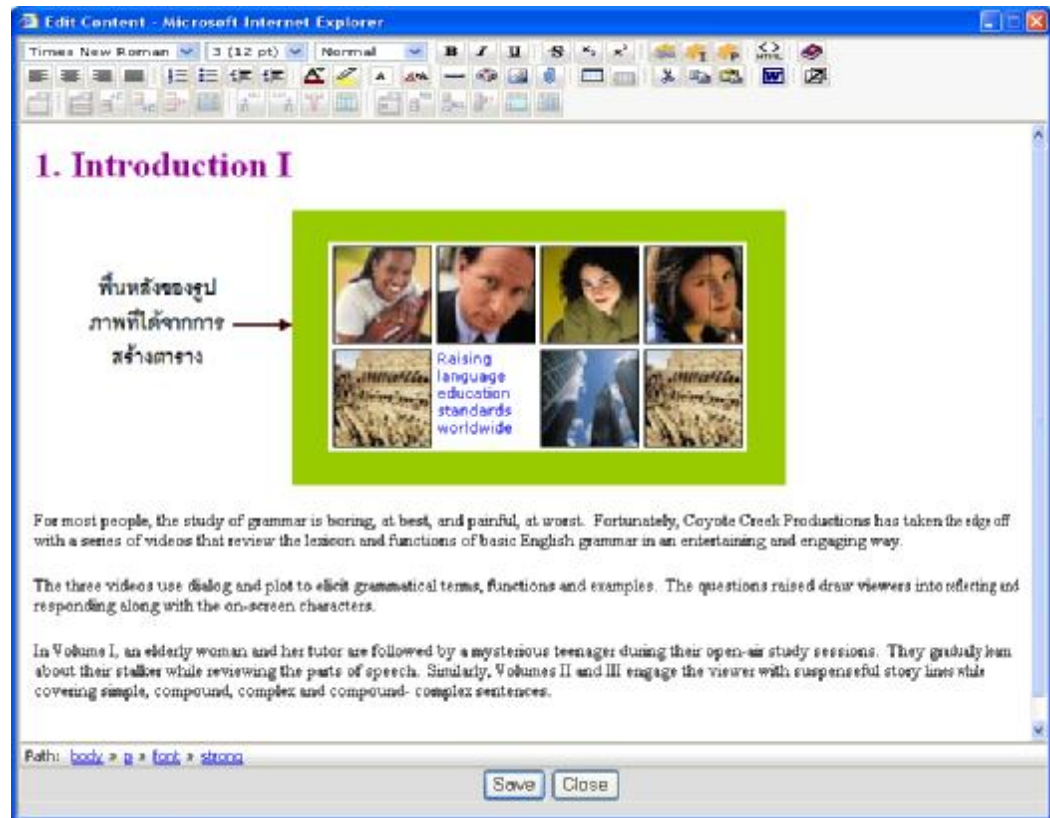 Edit Content - Microsoft Internet Explorer
Times New Roman 3 (12 pt) Normal B I U S x₂ x² HTML
1. Introduction I
พื้นหลังของรูป
ภาพที่ได้จากการ
สร้างตาราง
Raising
language
education
standards
worldwide
For most people, the study of grammar is boring, at best, and painful, at worst. Fortunately, Coyote Creek Productions has taken the edge off
with a series of videos that review the lexicon and functions of basic English grammar in an entertaining and engaging way.
The three videos use dialog and plot to elicit grammatical terms, functions and examples. The questions raised draw viewers into reflecting and
responding along with the on-screen characters.
In Volume I, an elderly woman and her tutor are followed by a mysterious teenager during their open-air study sessions. They gradually learn
about their stalker while reviewing the parts of speech. Similarly, Volumes II and III engage the viewer with suspenseful story lines while
covering simple, compound, complex and compound- complex sentences.
Path: body » p » font » strong
Save Close